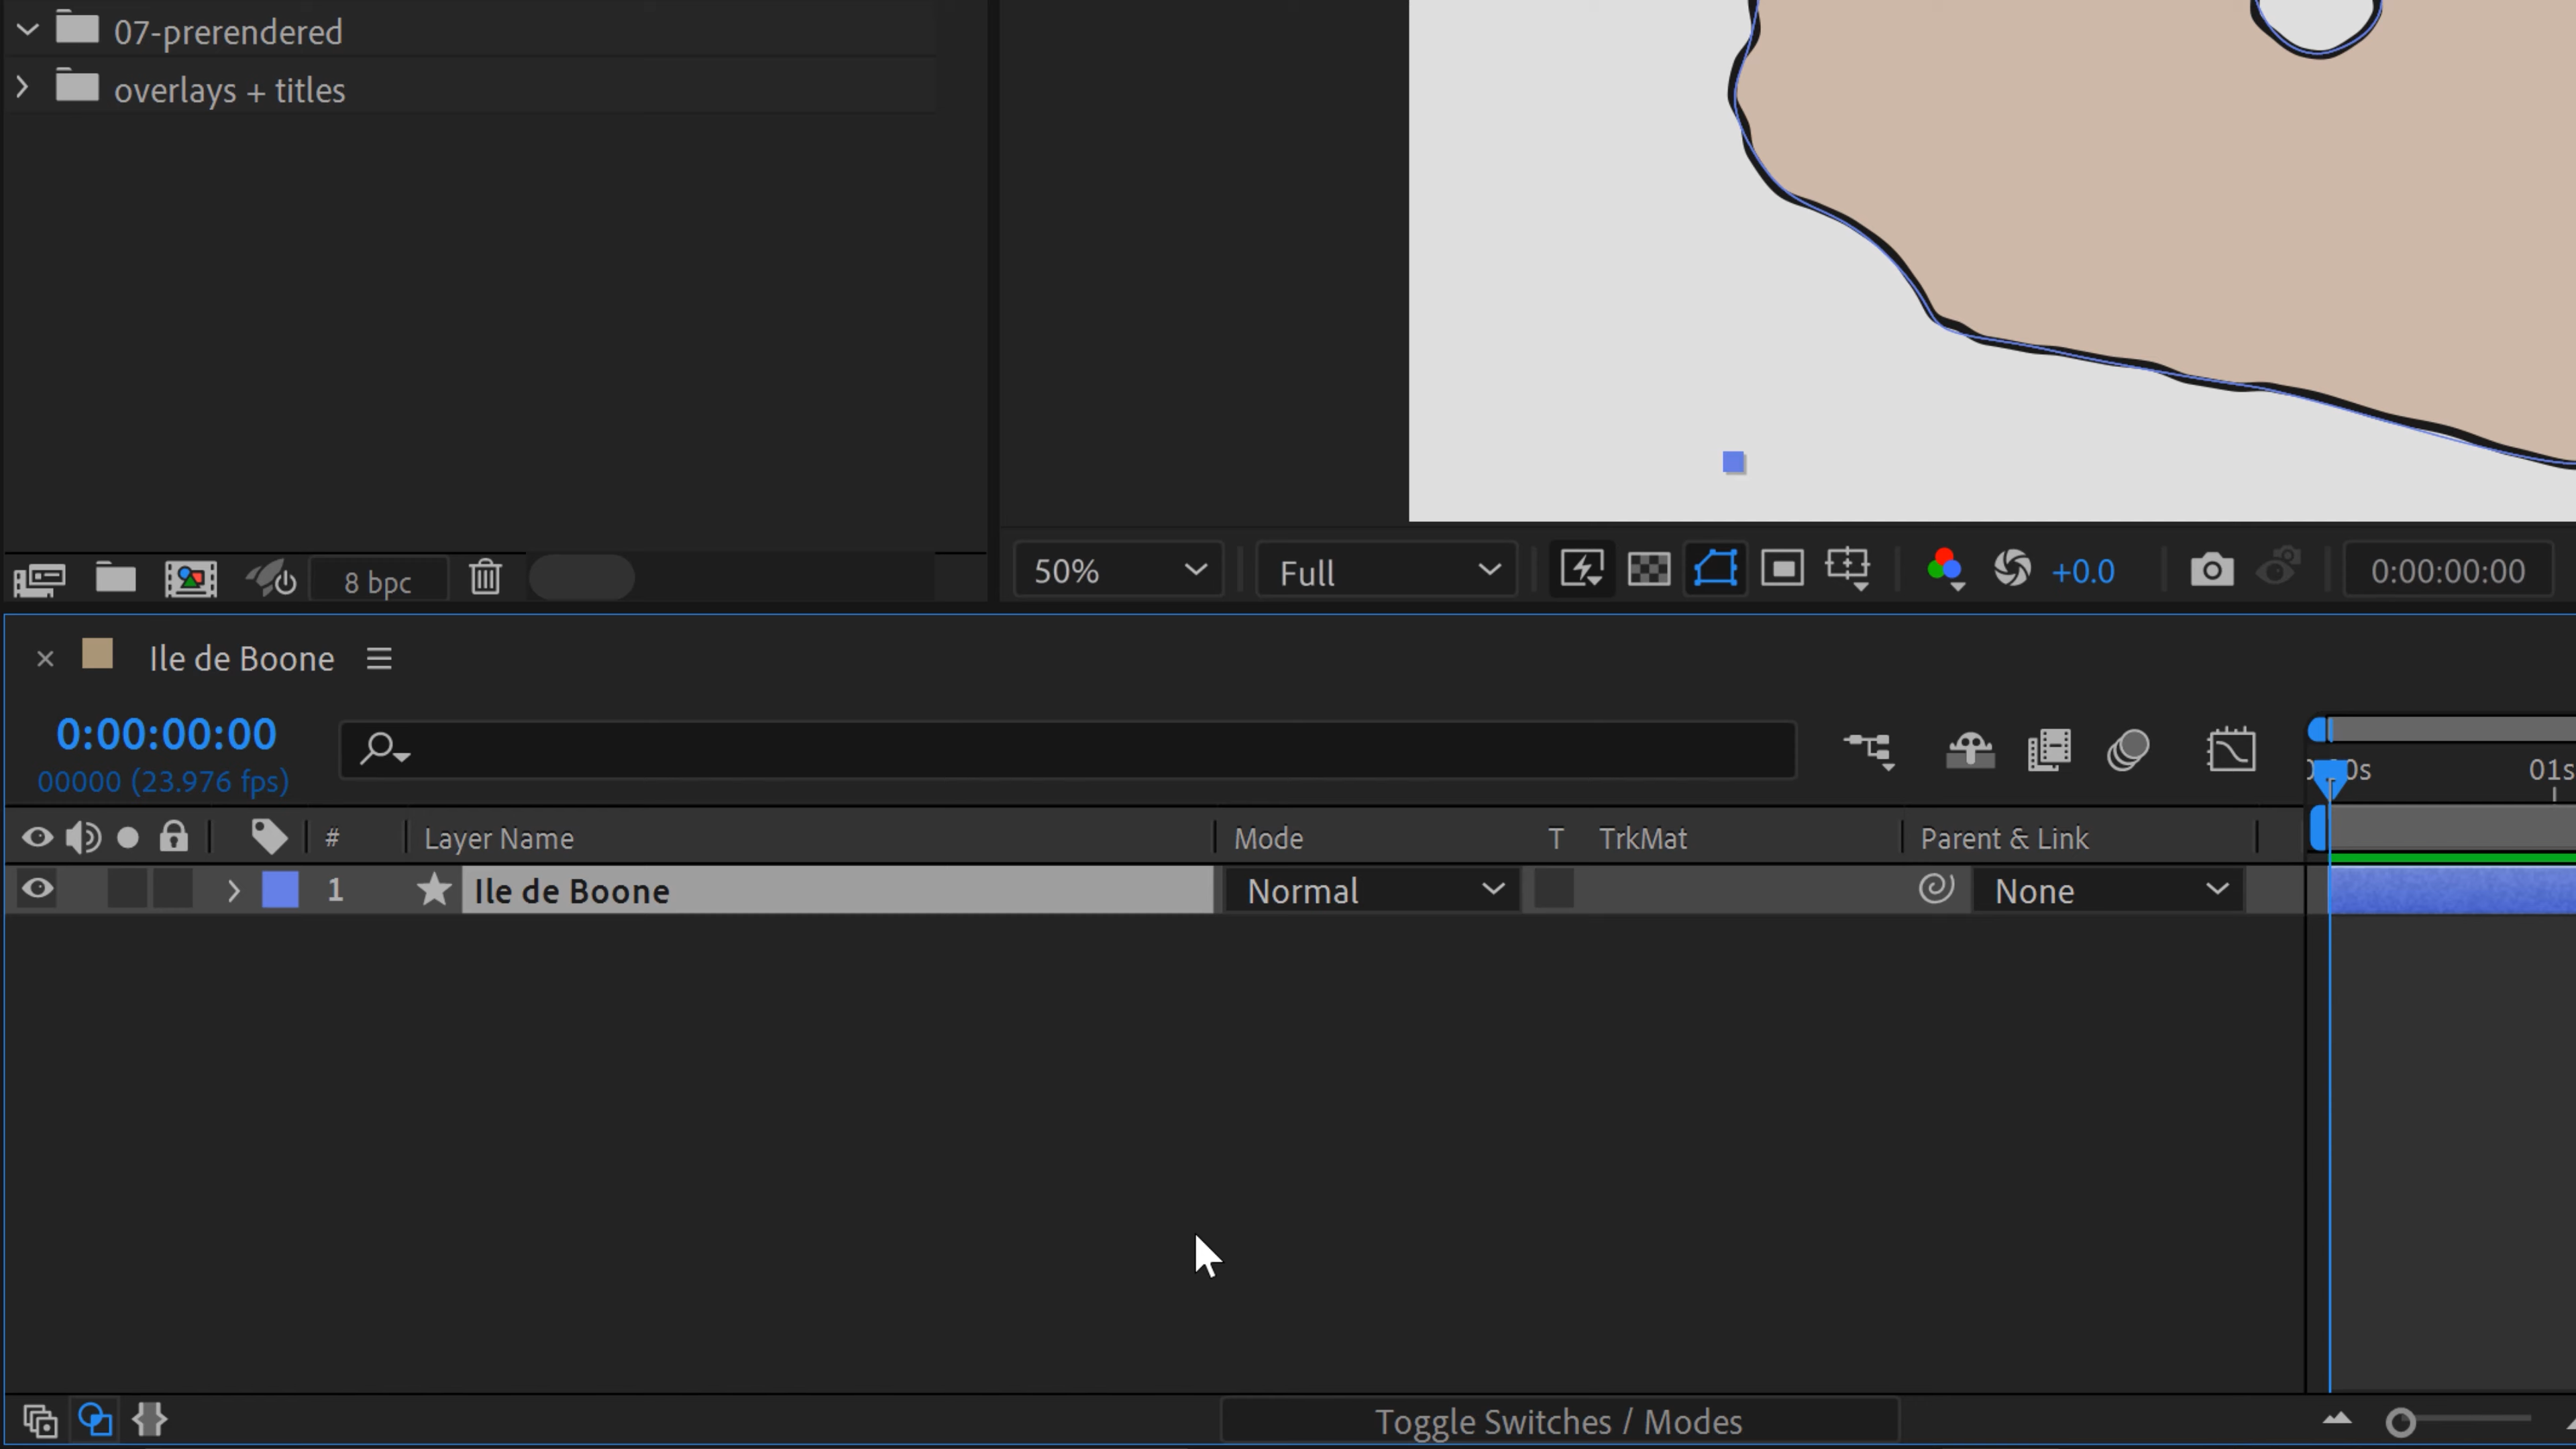 07-prerendered
overlays + titles
8 bpc
50%
Full
+0.0
0:00:00:00
Ile de Boone
0:00:00:00
00000 (23.976 fps)
01s
# Layer Name Mode T TrkMat Parent & Link
1 Ile de Boone Normal None
Toggle Switches / Modes